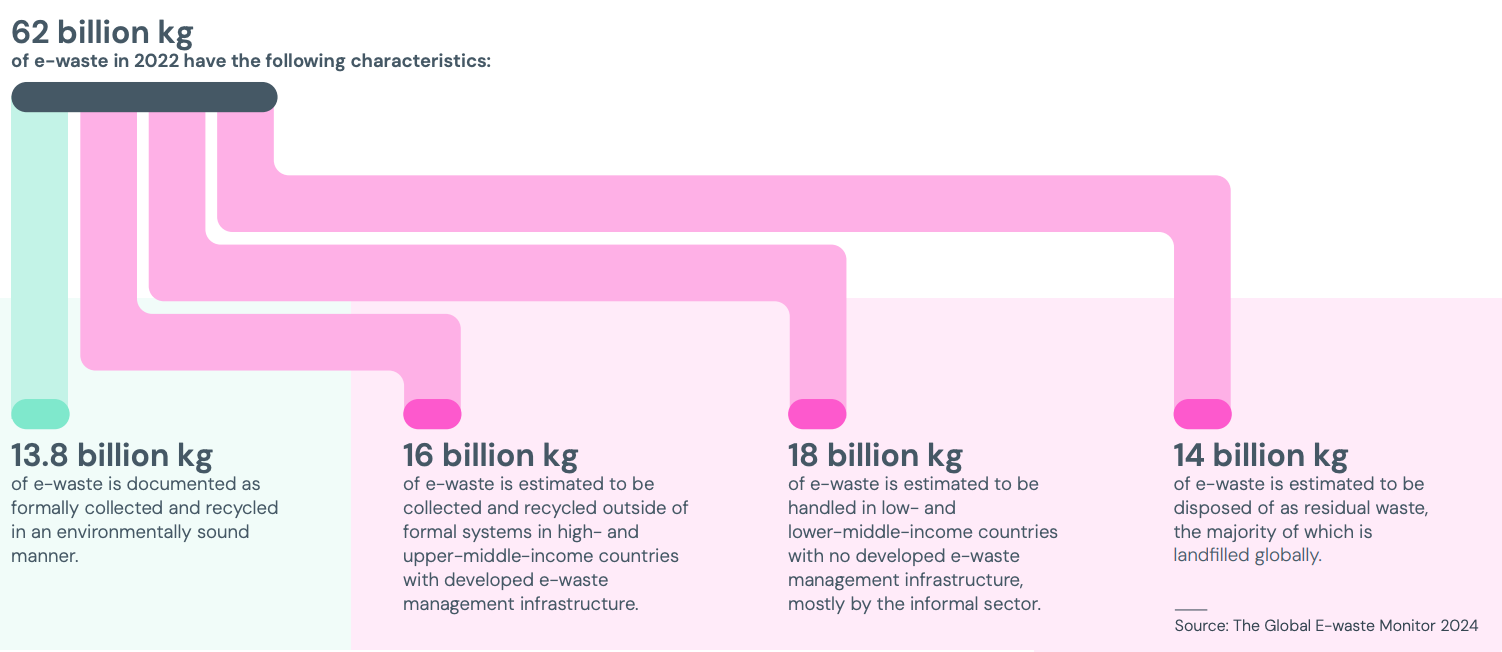 62 billion kg
of e-waste in 2022 have the following characteristics:
13.8 billion kg
of e-waste is documented as
formally collected and recycled
in an environmentally sound
manner.
16 billion kg
of e-waste is estimated to be
collected and recycled outside of
formal systems in high- and
upper-middle-income countries
with developed e-waste
management infrastructure.
18 billion kg
of e-waste is estimated to be
handled in low- and
lower-middle-income countries
with no developed e-waste
management infrastructure,
mostly by the informal sector.
14 billion kg
of e-waste is estimated to be
disposed of as residual waste,
the majority of which is
landfilled globally.
Source: The Global E-waste Monitor 2024